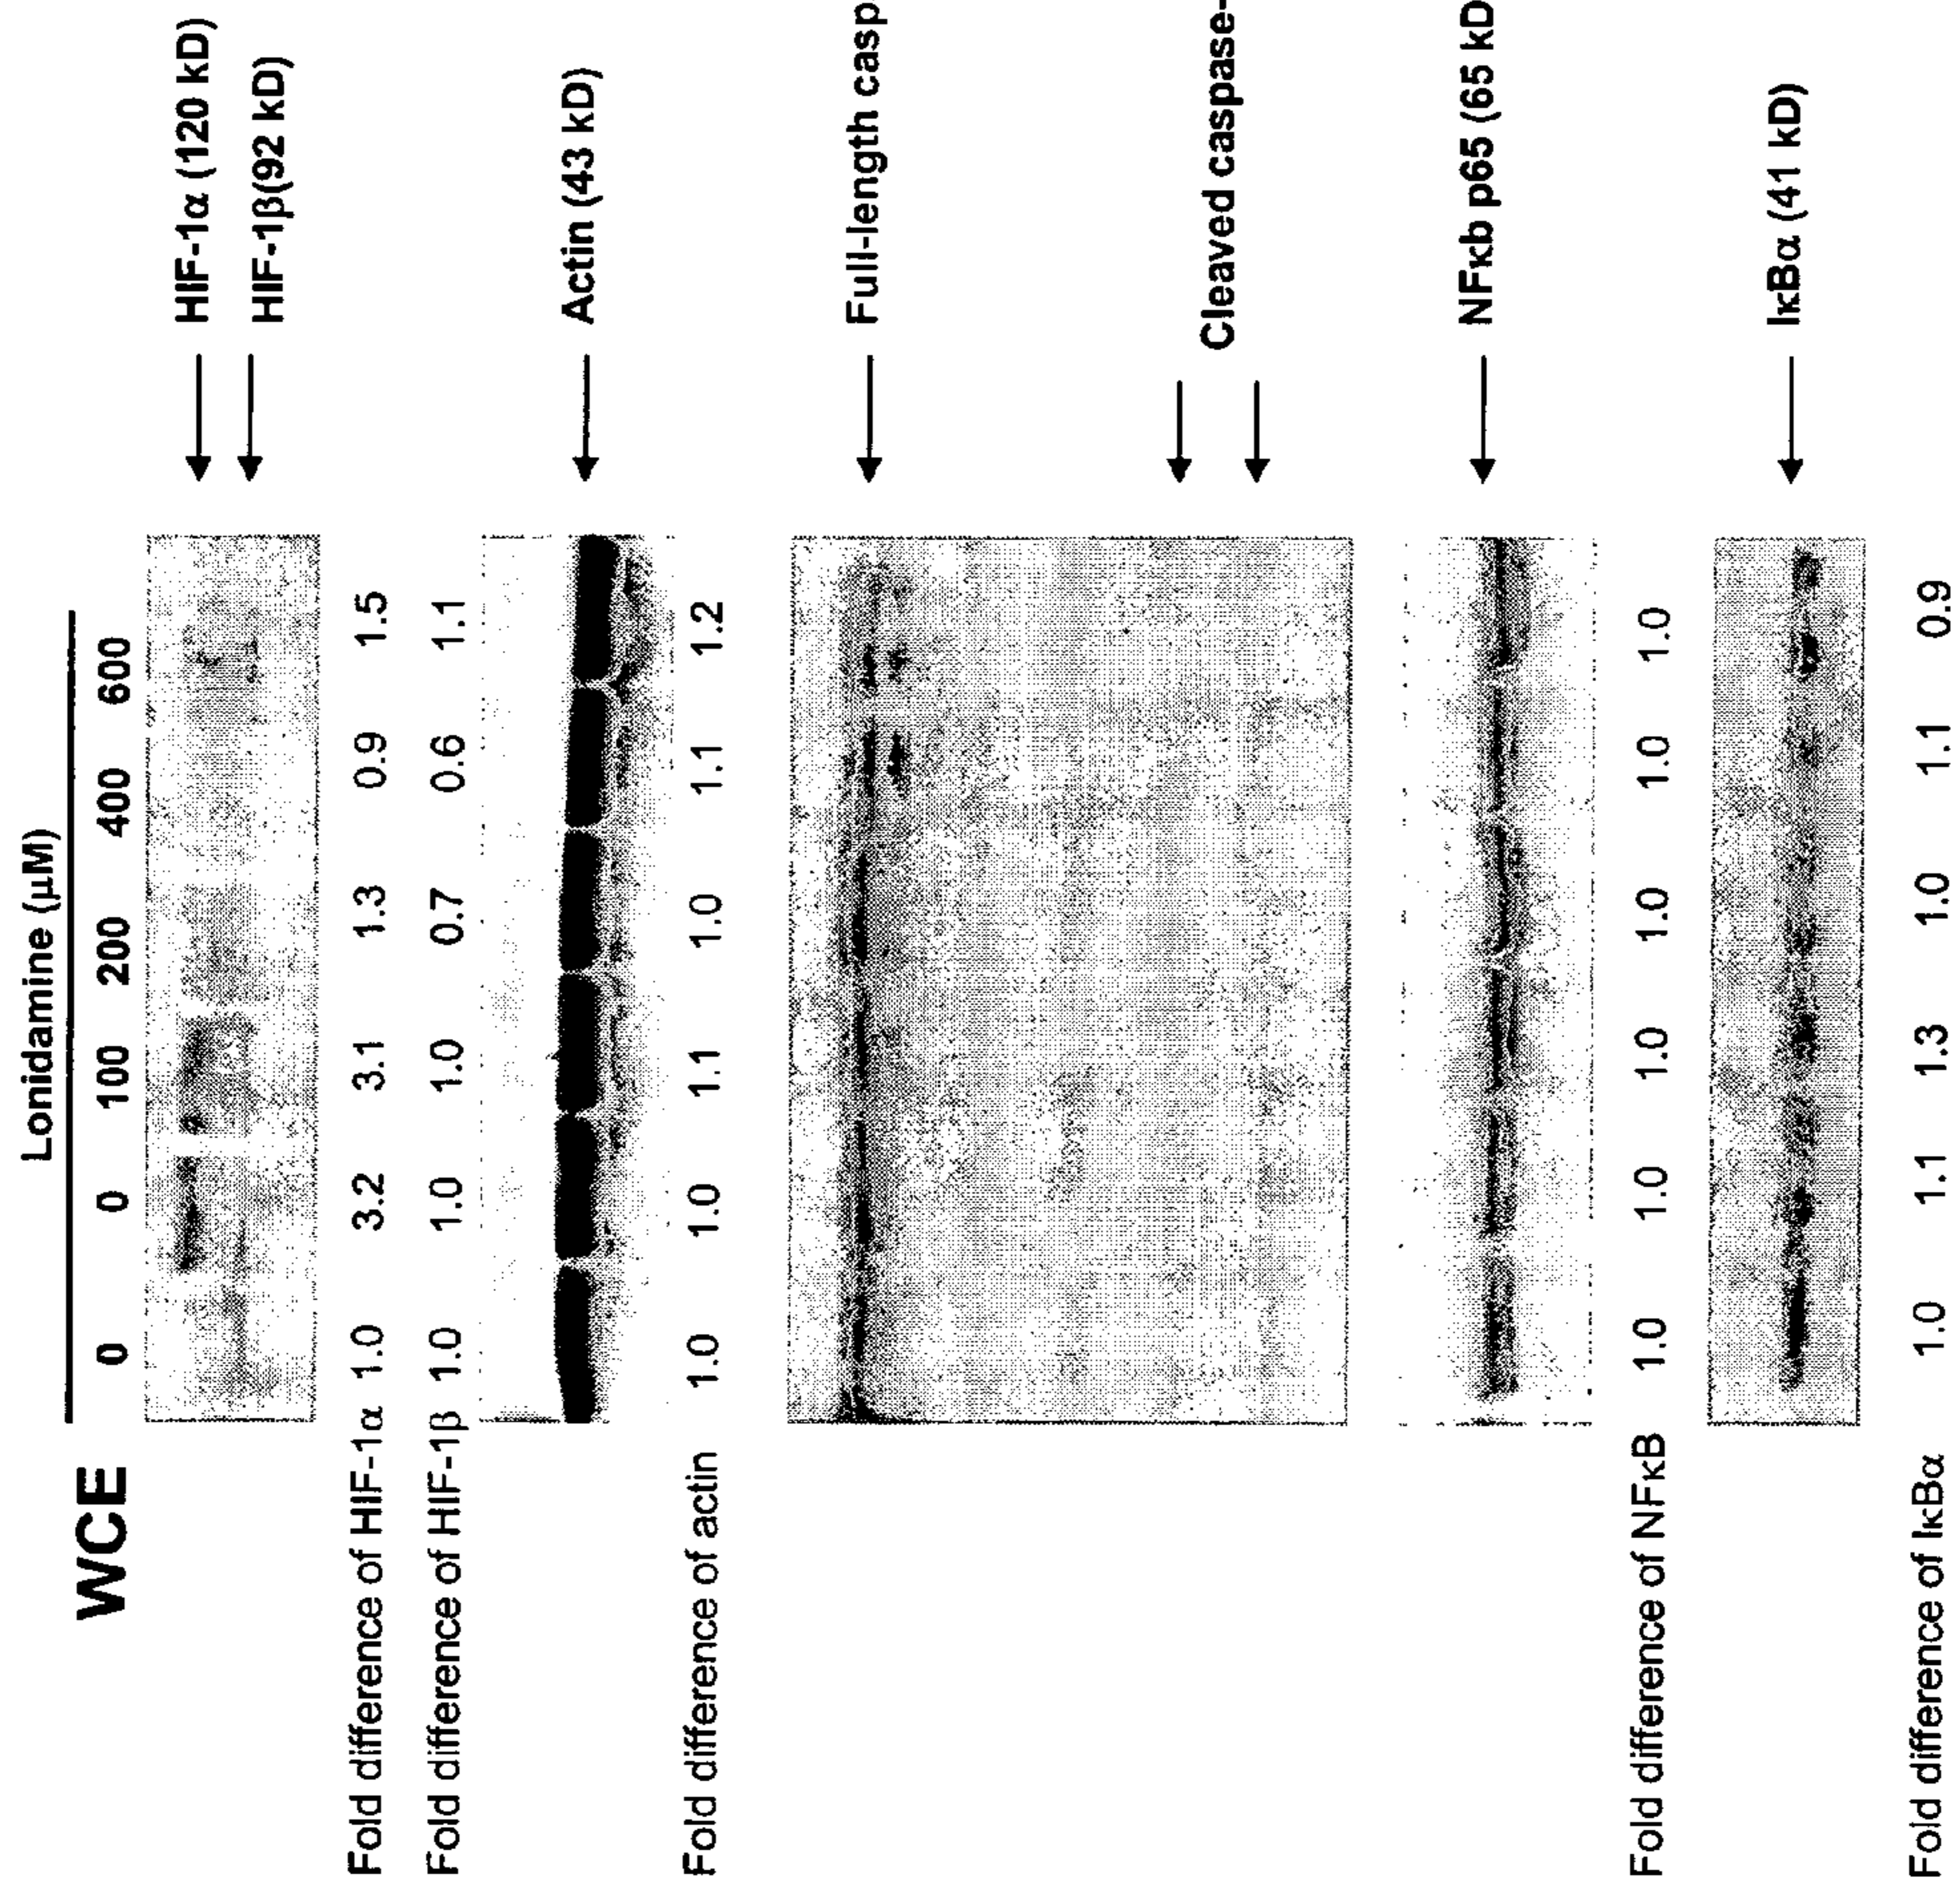 Lonidamine (μM)
WCE 0 0 100 200 400 600
HIF-1α (120 kD)
HIF-1β(92 kD)
Fold difference of HIF-1α 1.0 3.2 3.1 1.3 0.9 1.5
Fold difference of HIF-1β 1.0 1.0 1.0 0.7 0.6 1.1
Actin (43 kD)
Fold difference of actin 1.0 1.0 1.1 1.0 1.1 1.2
Full-length casp
Cleaved caspase-
NFκb p65 (65 kD
Fold difference of NFκB 1.0 1.0 1.0 1.0 1.0 1.0
IκBα (41 kD)
Fold difference of IκBα 1.0 1.1 1.3 1.0 1.1 0.9